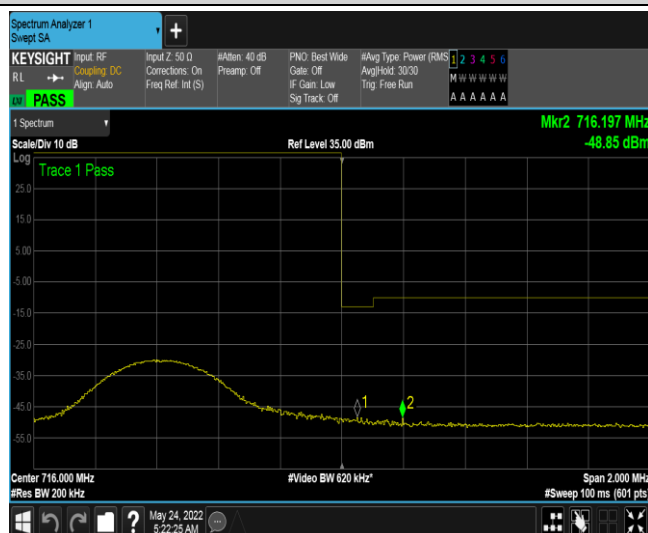 Spectrum Analyzer 1
Swept SA
+
KEYSIGHT Input: RF Input Z: 50 Ω #Atten: 40 dB PNO: Best Wide #Avg Type: Power (RMS 1 2 3 4 5 6
RL Coupling: DC Corrections: On Preamp: Off Gate: Off Avg|Hold: 30/30 M W W W W W
Align: Auto Freq Ref: Int (S) IF Gain: Low Trig: Free Run
PASS Sig Track: Off A A A A A A
1 Spectrum Mkr2 716.197 MHz
Scale/Div 10 dB Ref Level 35.00 dBm -48.85 dBm
Log
Trace 1 Pass
25.0
15.0
5.00
-5.00
-15.0
-25.0
-35.0
-45.0
1 2
-55.0
Center 716.000 MHz #Video BW 620 kHz* Span 2.000 MHz
#Res BW 200 kHz #Sweep 100 ms (601 pts)
? May 24, 2022
5:22:25 AM